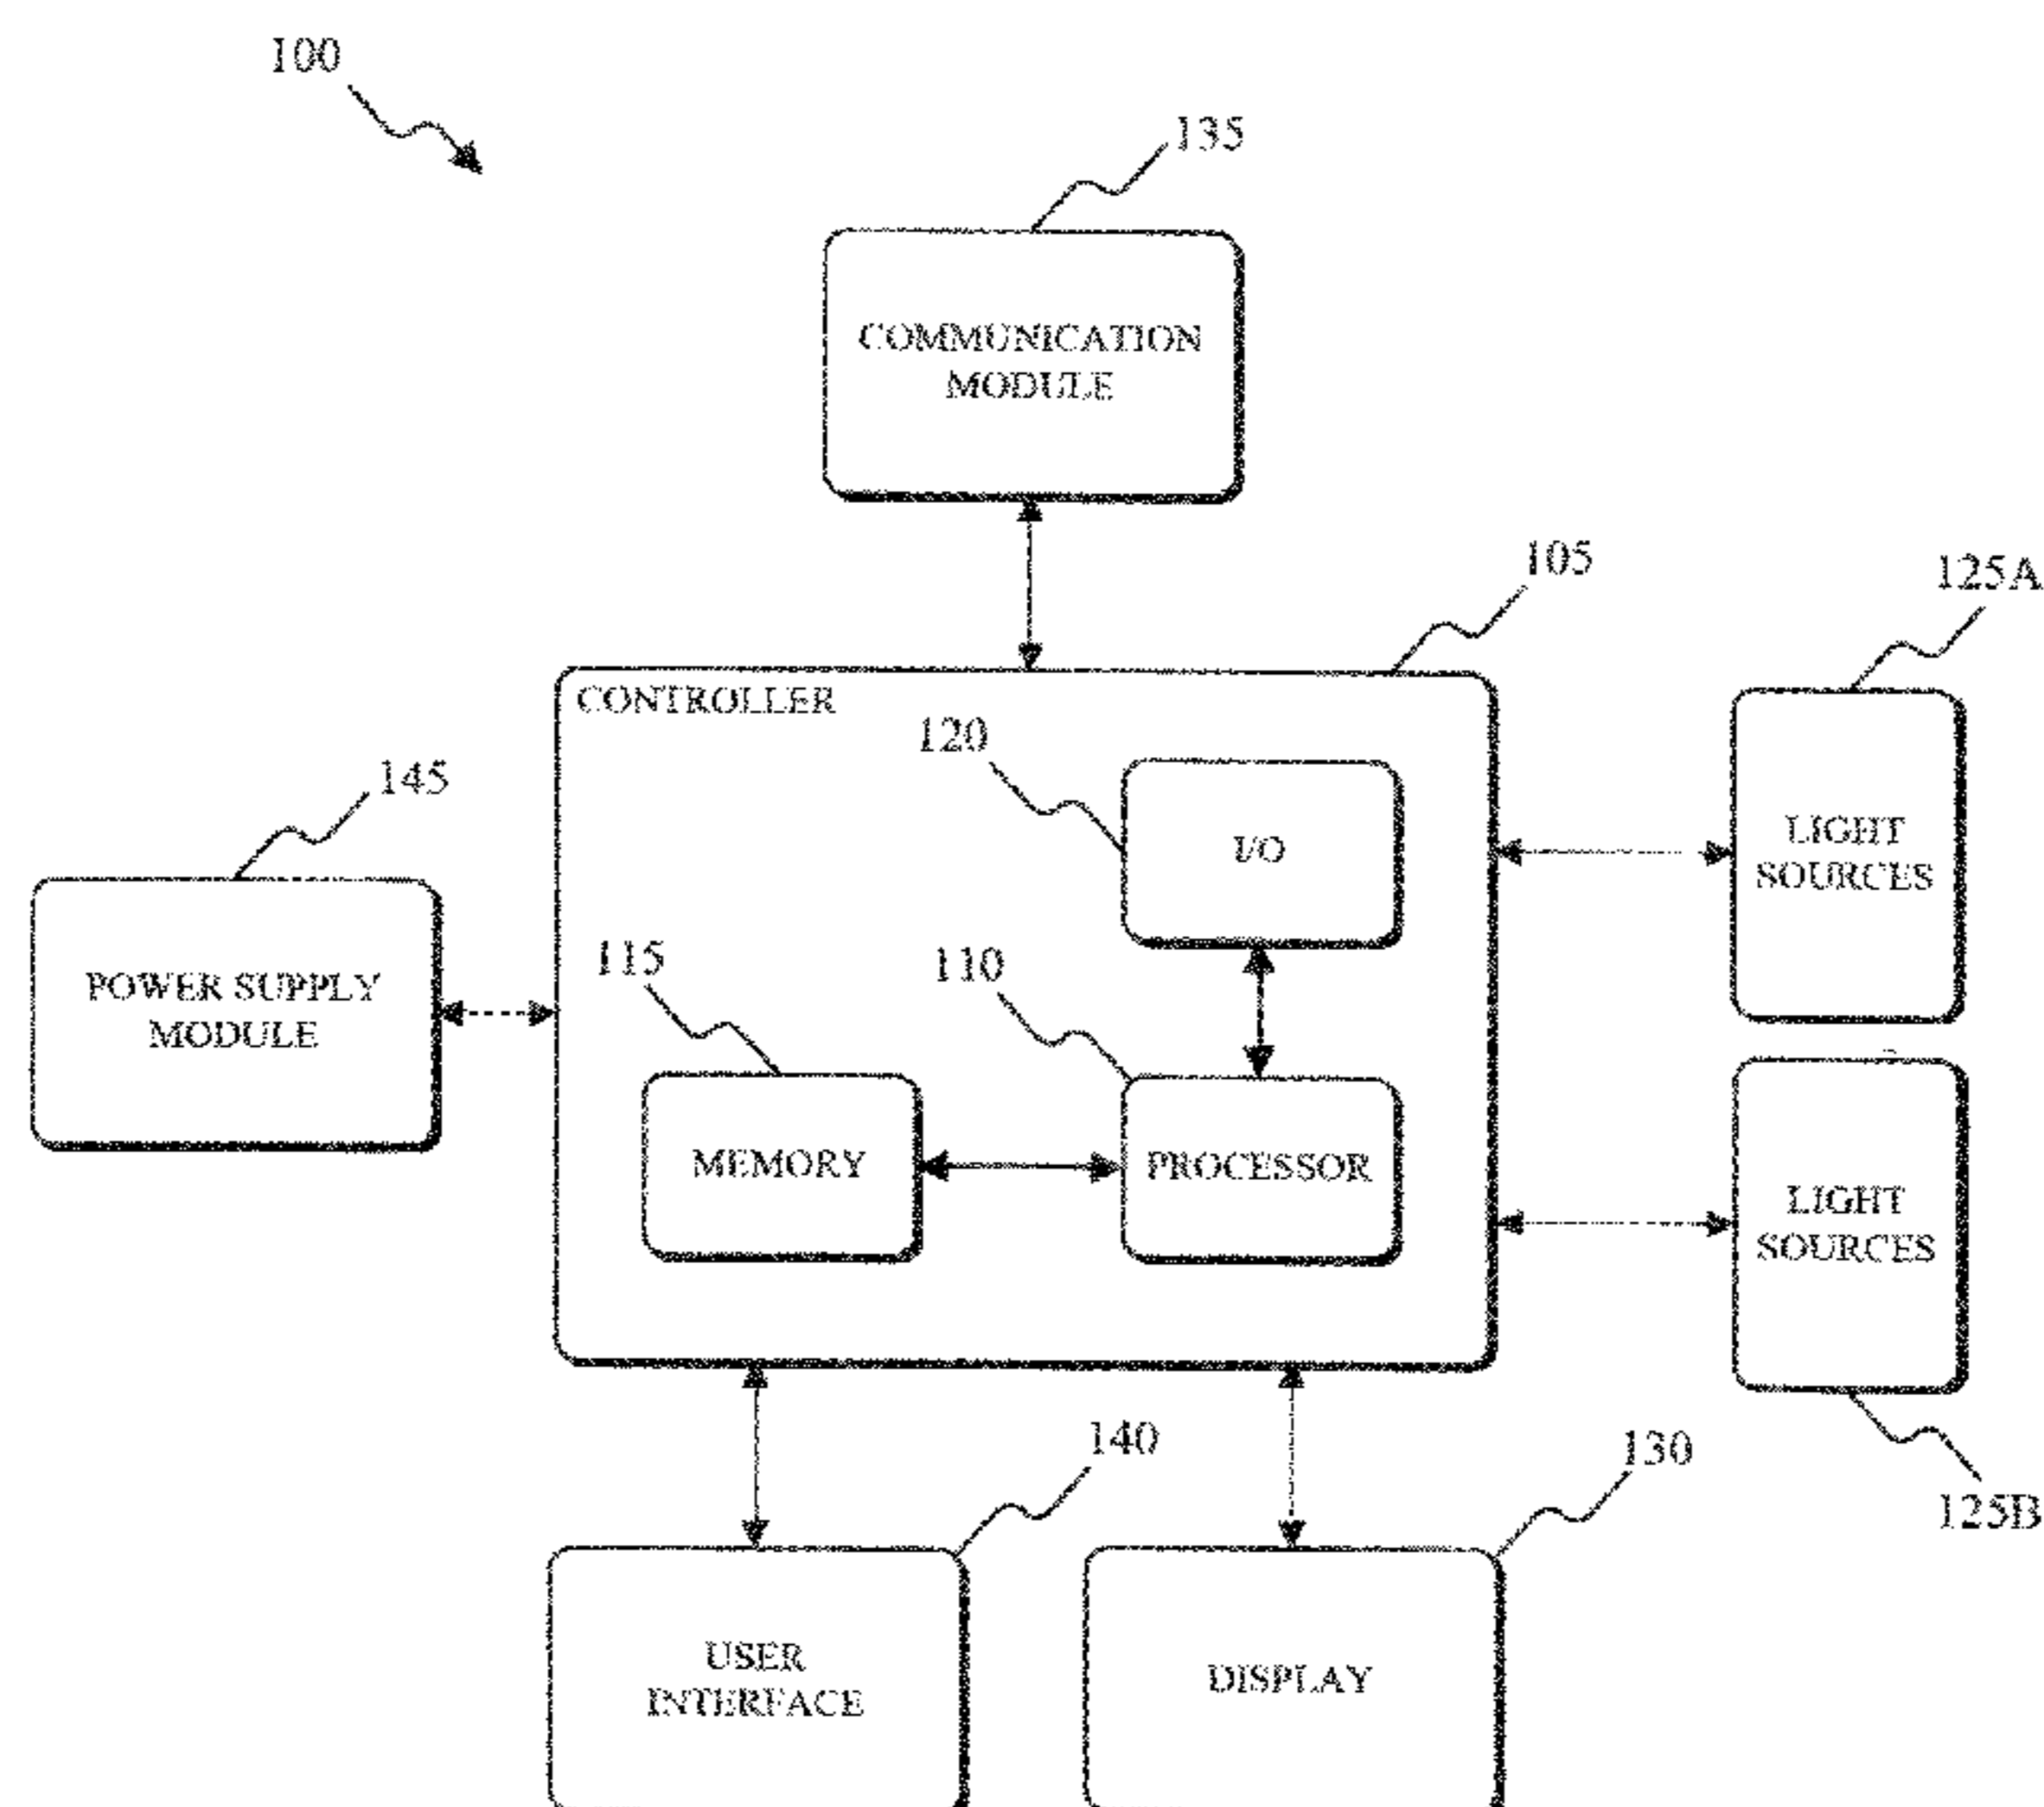 100
135
COMMUNICATION
MODULE
105
125A
CONTROLLER
120
145
I/O
LIGHT
SOURCES
115
110
POWER SUPPLY
MODULE
MEMORY
PROCESSOR
LIGHT
SOURCES
140
130
125B
USER
INTERFACE
DISPLAY